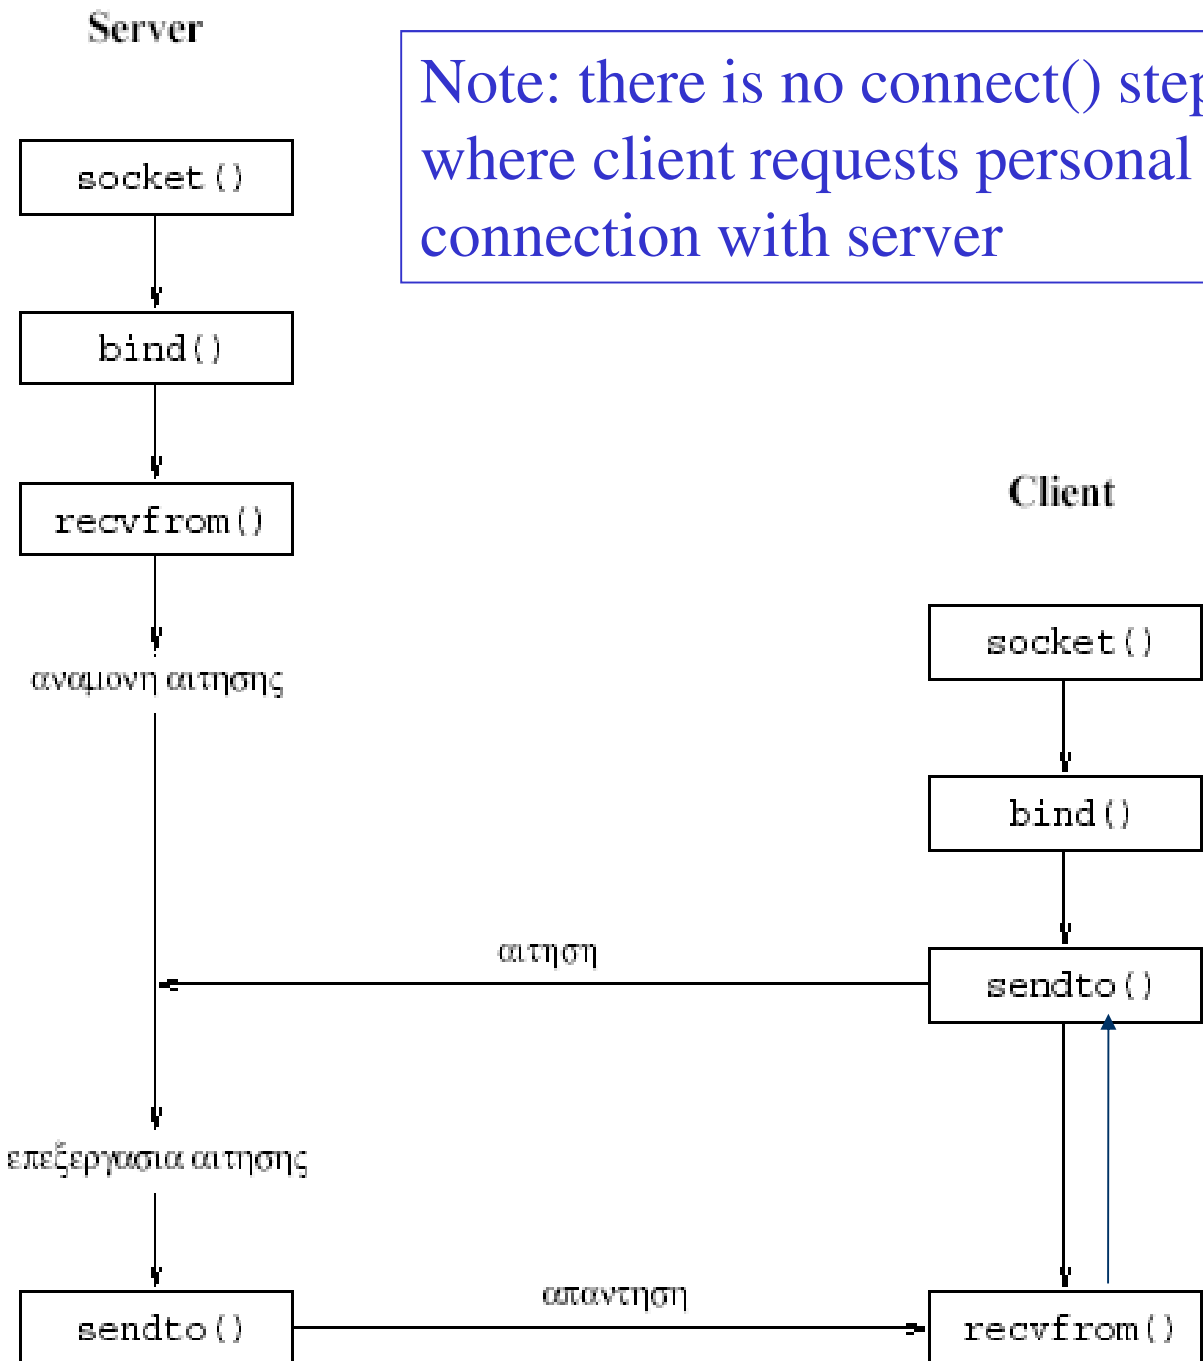 Server
Note: there is no connect() step
where client requests personal
connection with server
socket()
bind()
recvfrom()
αναμονη αιτησης
Client
socket()
bind()
αιτηση
sendto()
επεξεργασια αιτησης
απαντηση
sendto()
recvfrom()